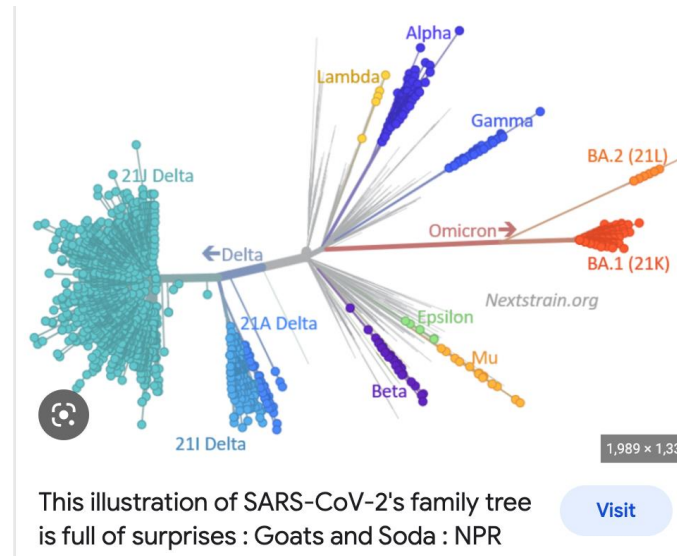 Alpha
Lambda
Gamma
BA.2 (21L)
21J Delta
Omicron→
←Delta
BA.1 (21K)
Nextstrain.org
Epsilon
21A Delta
Mu
Beta
21I Delta
1,989 × 1,33
This illustration of SARS-CoV-2's family tree
is full of surprises : Goats and Soda : NPR
Visit